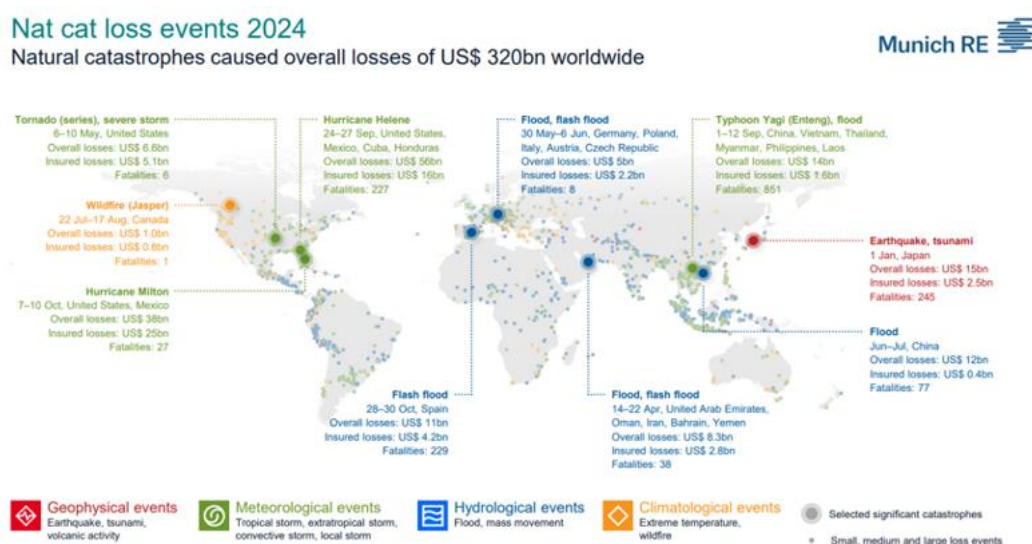 Nat cat loss events 2024
Natural catastrophes caused overall losses of US$ 320bn worldwide
Munich RE
Tornado (series), severe storm
6–10 May, United States
Overall losses: US$ 6.6bn
Insured losses: US$ 5.1bn
Fatalities: 6
Hurricane Helene
24–27 Sep, United States,
Mexico, Cuba, Honduras
Overall losses: US$ 56bn
Insured losses: US$ 16bn
Fatalities: 227
Flood, flash flood
30 May–6 Jun, Germany, Poland,
Italy, Austria, Czech Republic
Overall losses: US$ 5bn
Insured losses: US$ 2.2bn
Fatalities: 8
Typhoon Yagi (Enteng), flood
1–12 Sep, China, Vietnam, Thailand,
Myanmar, Philippines, Laos
Overall losses: US$ 14bn
Insured losses: US$ 1.6bn
Fatalities: 851
Wildfire (Jasper)
22 Jul–17 Aug, Canada
Overall losses: US$ 1.0bn
Insured losses: US$ 0.8bn
Fatalities: 1
Earthquake, tsunami
1 Jan, Japan
Overall losses: US$ 15bn
Insured losses: US$ 2.5bn
Fatalities: 245
Hurricane Milton
7–10 Oct, United States, Mexico
Overall losses: US$ 38bn
Insured losses: US$ 25bn
Fatalities: 27
Flood
Jun–Jul, China
Overall losses: US$ 12bn
Insured losses: US$ 0.4bn
Fatalities: 77
Flash flood
28–30 Oct, Spain
Overall losses: US$ 11bn
Insured losses: US$ 4.2bn
Fatalities: 229
Flood, flash flood
14–22 Apr, United Arab Emirates,
Oman, Iran, Bahrain, Yemen
Overall losses: US$ 8.3bn
Insured losses: US$ 2.8bn
Fatalities: 38
Geophysical events
Earthquake, tsunami,
volcanic activity
Meteorological events
Tropical storm, extratropical storm,
convective storm, local storm
Hydrological events
Flood, mass movement
Climatological events
Extreme temperature,
wildfire
Selected significant catastrophes
Small, medium and large loss events